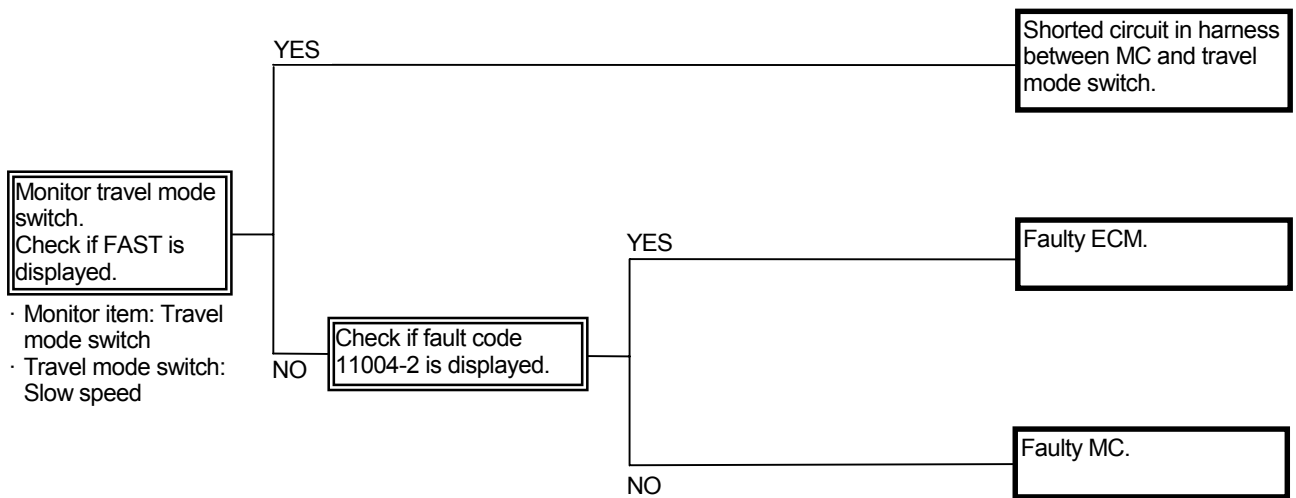 YES
Shorted circuit in harness
between MC and travel
mode switch.
Monitor travel mode
switch.
Check if FAST is
displayed.
· Monitor item: Travel
mode switch
· Travel mode switch:
Slow speed
NO
Check if fault code
11004-2 is displayed.
YES
Faulty ECM.
NO
Faulty MC.